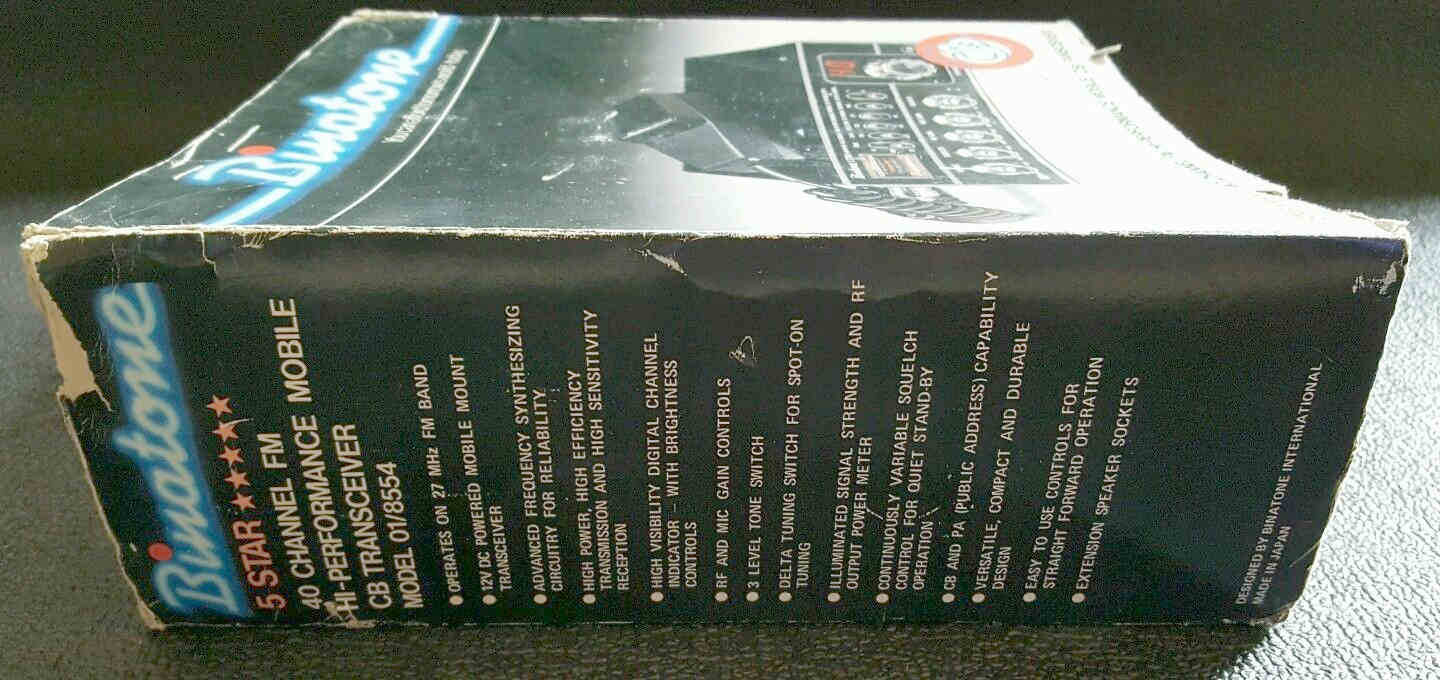 Binatone
Binatone
5 STAR ★★★★★
40 CHANNEL FM
HI-PERFORMANCE MOBILE
CB TRANSCEIVER
MODEL 01/8554
● OPERATES ON 27 MHz FM BAND
● 12V DC POWERED MOBILE MOUNT
TRANSCEIVER
● ADVANCED FREQUENCY SYNTHESIZING
CIRCUITRY FOR RELIABILITY
● HIGH POWER, HIGH EFFICIENCY
TRANSMISSION AND HIGH SENSITIVITY
RECEPTION
● HIGH VISIBILITY DIGITAL CHANNEL
INDICATOR – WITH BRIGHTNESS
CONTROLS
● RF AND MIC GAIN CONTROLS
● 3 LEVEL TONE SWITCH
● DELTA TUNING SWITCH FOR SPOT-ON
TUNING
● ILLUMINATED SIGNAL STRENGTH AND RF
OUTPUT POWER METER
● CONTINUOUSLY VARIABLE SQUELCH
CONTROL FOR QUIET STAND-BY
OPERATION
● CB AND PA (PUBLIC ADDRESS) CAPABILITY
● VERSATILE, COMPACT AND DURABLE
DESIGN
● EASY TO USE CONTROLS FOR
STRAIGHT FORWARD OPERATION
● EXTENSION SPEAKER SOCKETS
DESIGNED BY BINATONE INTERNATIONAL
MADE IN JAPAN